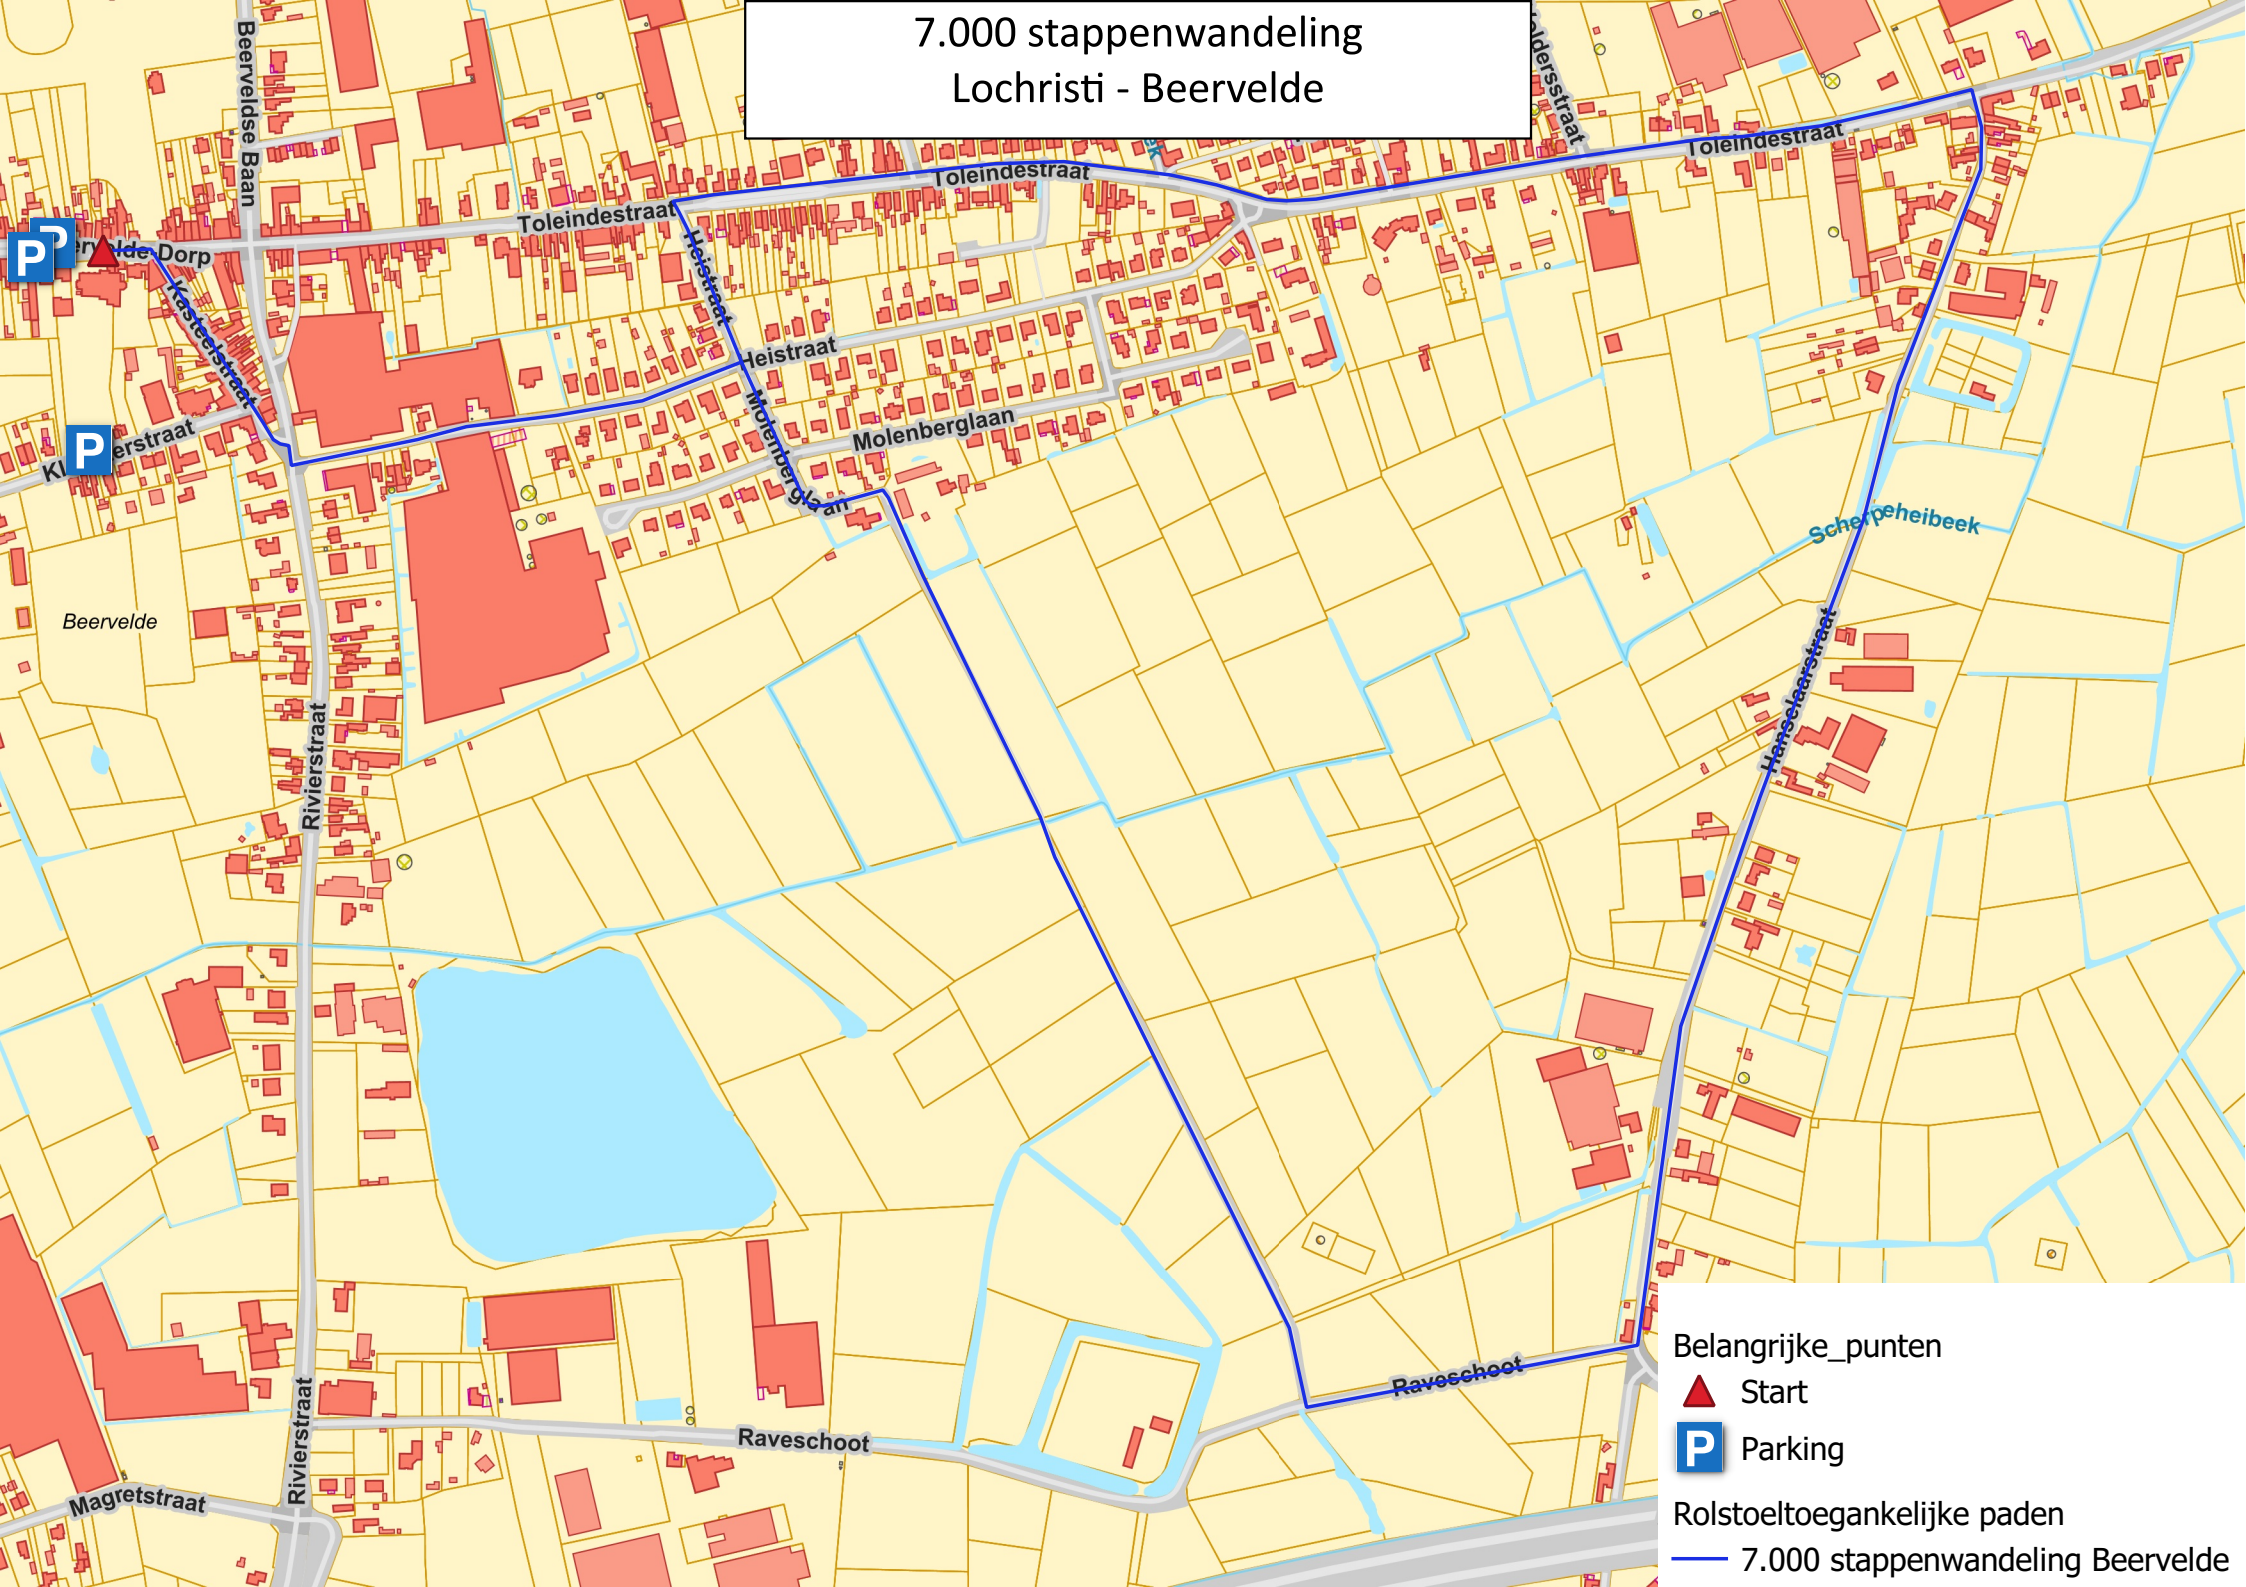 7.000 stappenwandeling
Lochristi - Beervelde
Beerveldse Baan
Toleindestraat
Toleindestraat
Toleindestraat
P
P
Dorp
Kasteelstraat
Heistraat
Heistraat
Molenberglaan
Molenberglaan
P
Scherpeheibeek
Beervelde
Hanselaarstraat
Rivierstraat
Raveschoot
Raveschoot
Rivierstraat
Magretstraat
Belangrijke_punten
Start
P Parking
Rolstoeltoegankelijke paden
7.000 stappenwandeling Beervelde